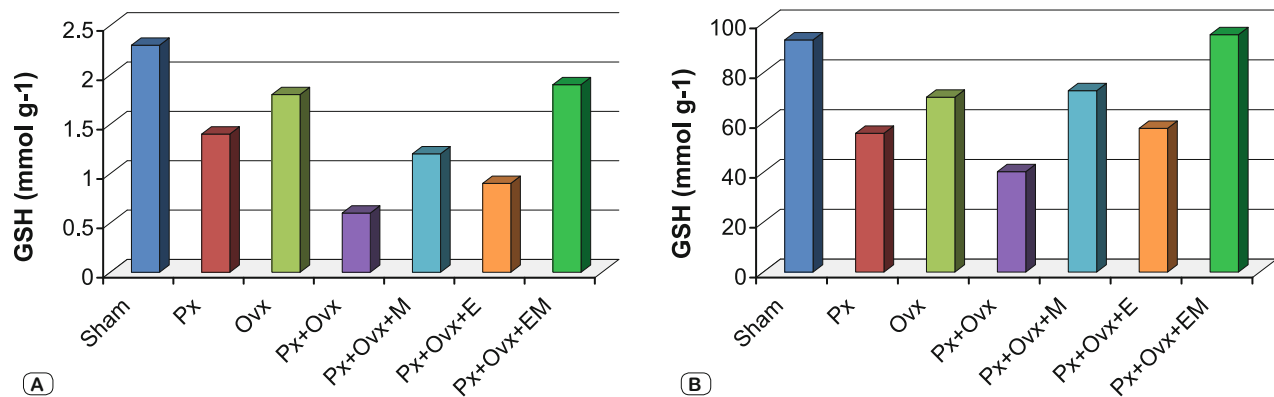 GSH (mmol g-1)
2.5
2
1.5
1
0.5
0
Sham
Px
Ovx
Px+Ovx
Px+Ovx+M
Px+Ovx+E
Px+Ovx+EM
A
GSH (mmol g-1)
100
80
60
40
20
0
Sham
Px
Ovx
Px+Ovx
Px+Ovx+M
Px+Ovx+E
Px+Ovx+EM
B